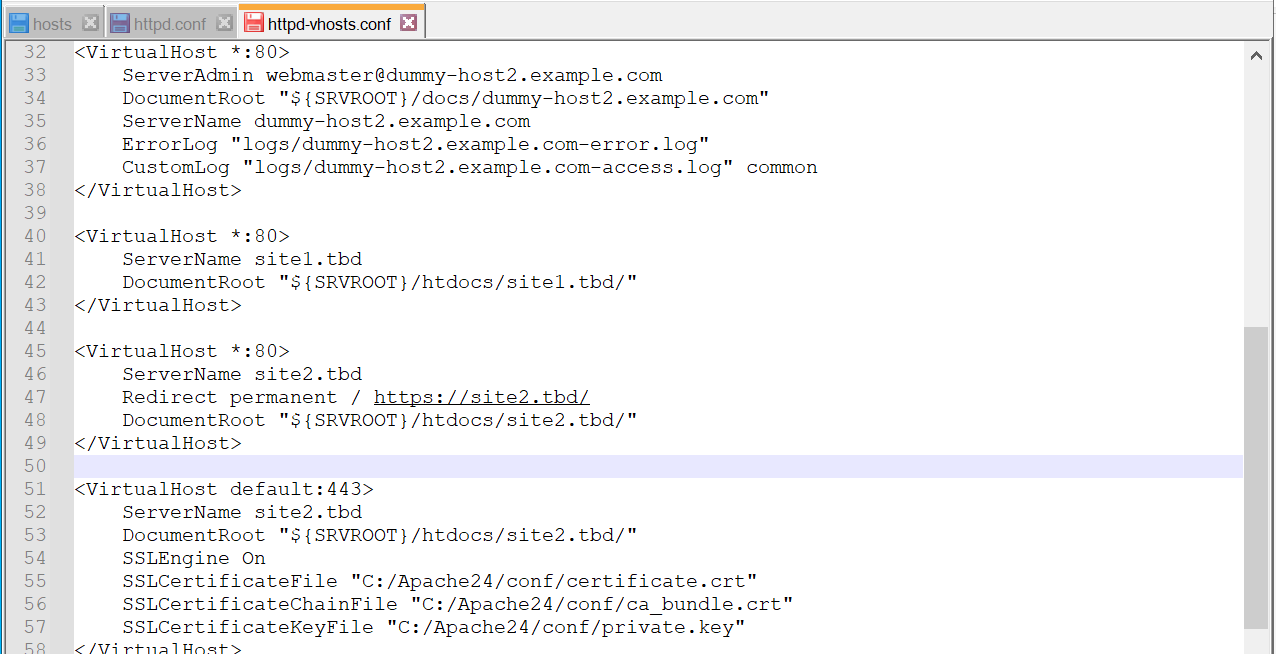 hosts httpd.conf httpd-vhosts.conf
32 <VirtualHost *:80>
33 ServerAdmin webmaster@dummy-host2.example.com
34 DocumentRoot "${SRVROOT}/docs/dummy-host2.example.com"
35 ServerName dummy-host2.example.com
36 ErrorLog "logs/dummy-host2.example.com-error.log"
37 CustomLog "logs/dummy-host2.example.com-access.log" common
38 </VirtualHost>
39
40 <VirtualHost *:80>
41 ServerName site1.tbd
42 DocumentRoot "${SRVROOT}/htdocs/site1.tbd/"
43 </VirtualHost>
44
45 <VirtualHost *:80>
46 ServerName site2.tbd
47 Redirect permanent / https://site2.tbd/
48 DocumentRoot "${SRVROOT}/htdocs/site2.tbd/"
49 </VirtualHost>
50
51 <VirtualHost default:443>
52 ServerName site2.tbd
53 DocumentRoot "${SRVROOT}/htdocs/site2.tbd/"
54 SSLEngine On
55 SSLCertificateFile "C:/Apache24/conf/certificate.crt"
56 SSLCertificateChainFile "C:/Apache24/conf/ca_bundle.crt"
57 SSLCertificateKeyFile "C:/Apache24/conf/private.key"
58 </VirtualHost>